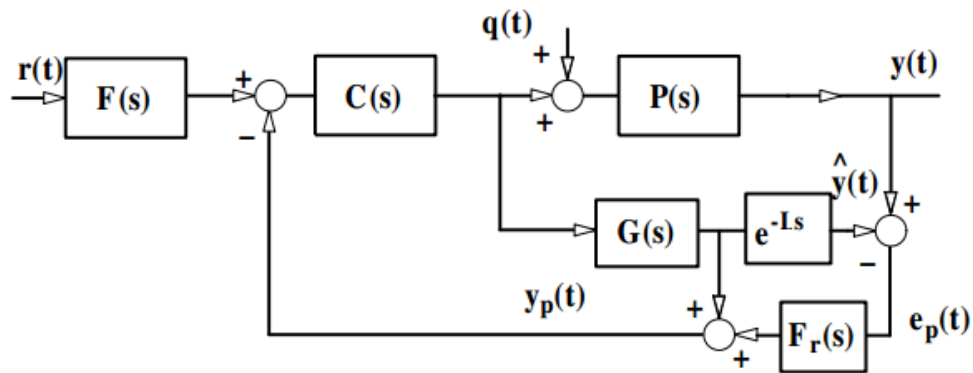 q(t)
+
r(t)
F(s)
+
−
C(s)
+
+
P(s)
y(t)
ŷ(t)
+
−
G(s)
e^-Ls
y_p(t)
+
+
F_r(s)
e_p(t)